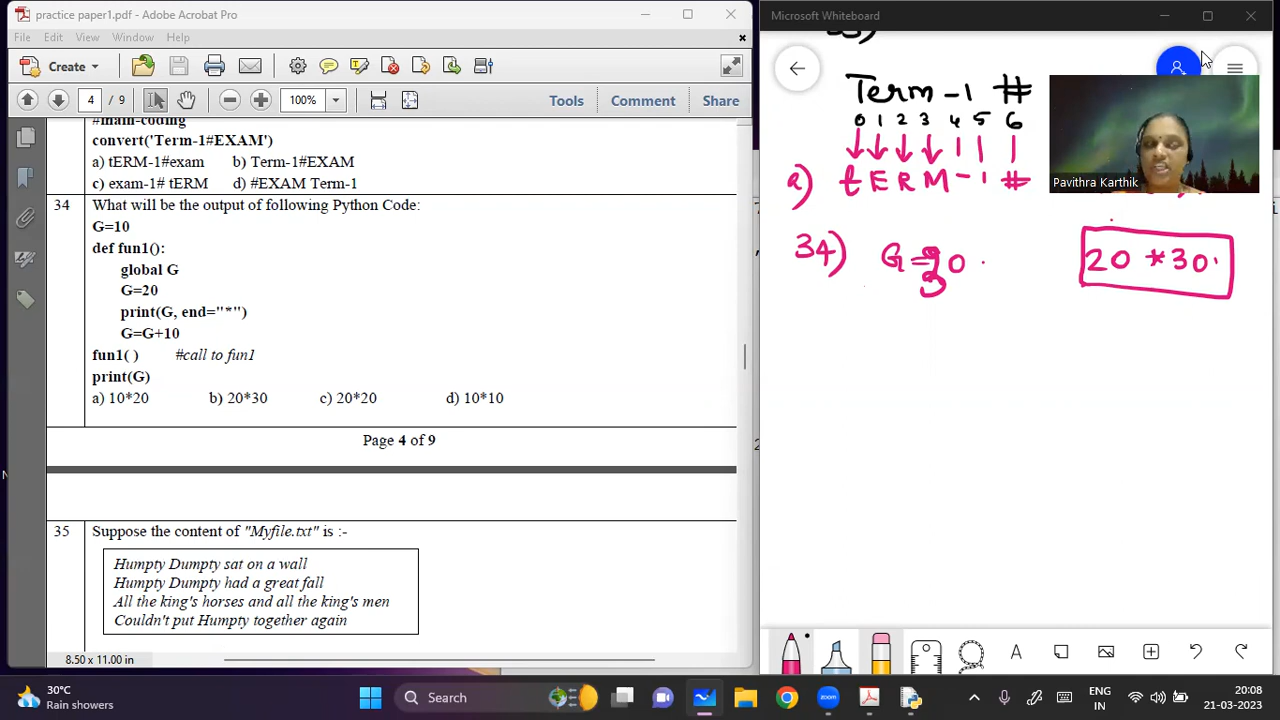 practice paper1.pdf - Adobe Acrobat Pro
File Edit View Window Help
Create
4 / 9 100% Tools Comment Share
#main-coding
convert('Term-1#EXAM')
a) tERM-1#exam b) Term-1#EXAM
c) exam-1# tERM d) #EXAM Term-1
34 What will be the output of following Python Code:
G=10
def fun1():
global G
G=20
print(G, end="*")
G=G+10
fun1( ) #call to fun1
print(G)
a) 10*20 b) 20*30 c) 20*20 d) 10*10
Page 4 of 9
35 Suppose the content of "Myfile.txt" is :-
Humpty Dumpty sat on a wall
Humpty Dumpty had a great fall
All the king's horses and all the king's men
Couldn't put Humpty together again
8.50 x 11.00 in
Microsoft Whiteboard
Term -1 #
0 1 2 3 4 5 6
a) t E R M - 1 #
Pavithra Karthik
34) G = 0 20 *30
30°C
Rain showers
Search
ENG
IN
20:08
21-03-2023